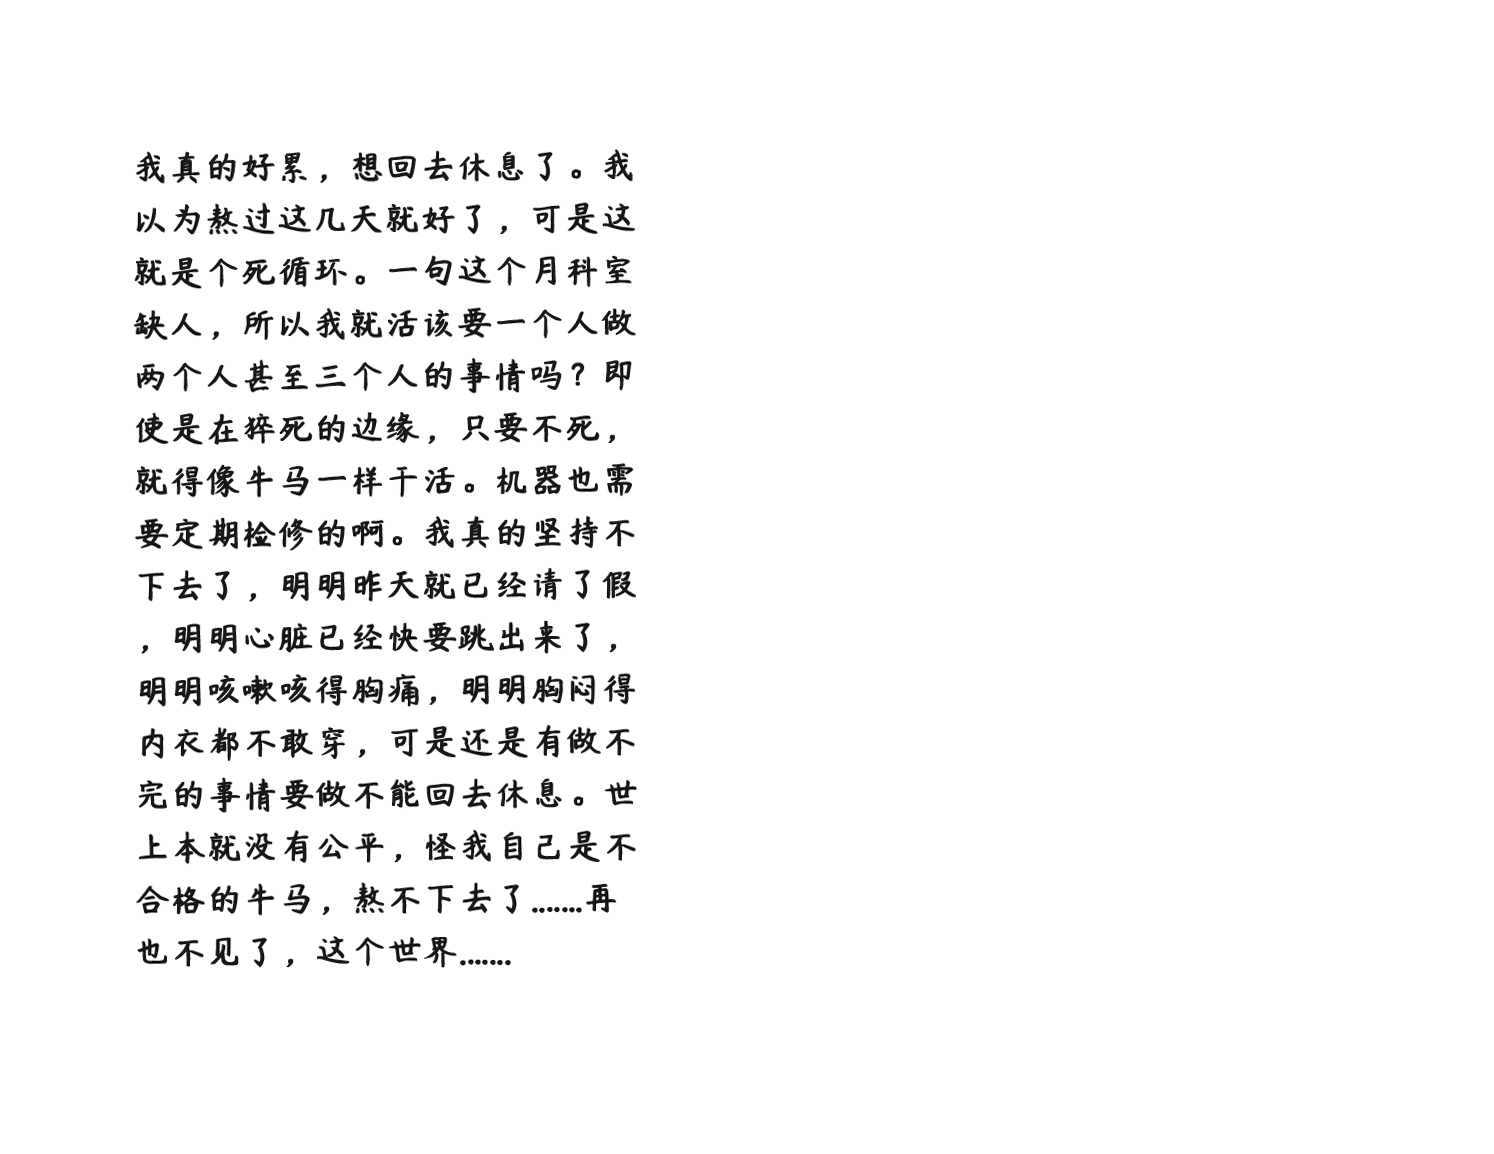 我真的好累，想回去休息了。我
以为熬过这几天就好了，可是这
就是个死循环。一句这个月科室
缺人，所以我就活该要一个人做
两个人甚至三个人的事情吗？即
使是在猝死的边缘，只要不死，
就得像牛马一样干活。机器也需
要定期检修的啊。我真的坚持不
下去了，明明昨天就已经请了假
，明明心脏已经快要跳出来了，
明明咳嗽咳得胸痛，明明胸闷得
内衣都不敢穿，可是还是有做不
完的事情要做不能回去休息。世
上本就没有公平，怪我自己是不
合格的牛马，熬不下去了.......再
也不见了，这个世界.......